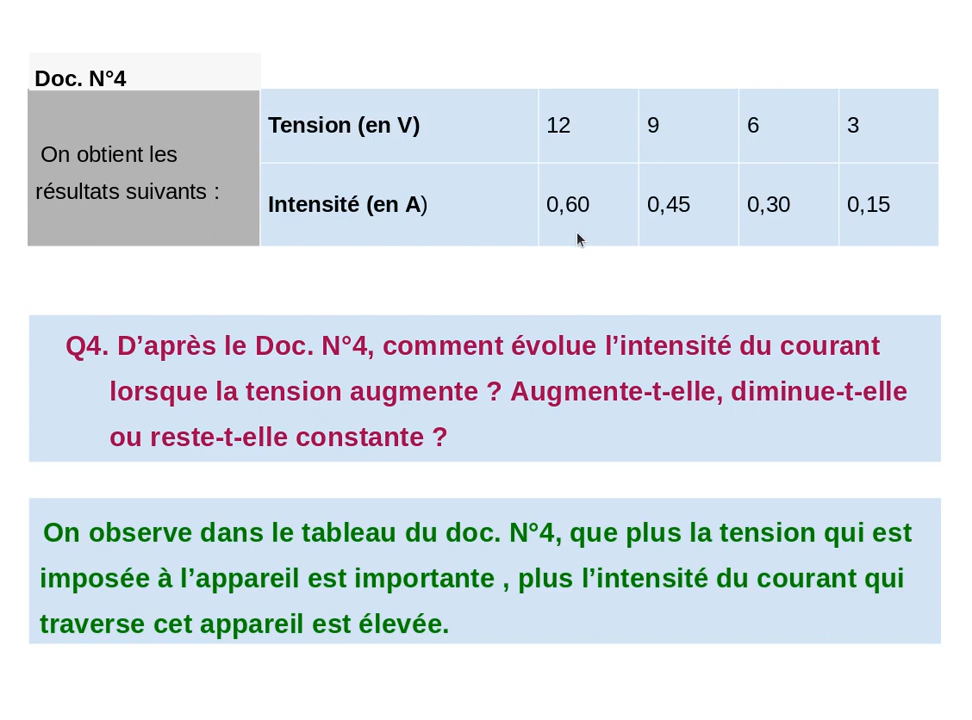 Doc. N°4
On obtient les
résultats suivants :
Tension (en V) 12 9 6 3
Intensité (en A) 0,60 0,45 0,30 0,15
Q4. D’après le Doc. N°4, comment évolue l’intensité du courant
lorsque la tension augmente ? Augmente-t-elle, diminue-t-elle
ou reste-t-elle constante ?
On observe dans le tableau du doc. N°4, que plus la tension qui est
imposée à l’appareil est importante , plus l’intensité du courant qui
traverse cet appareil est élevée.